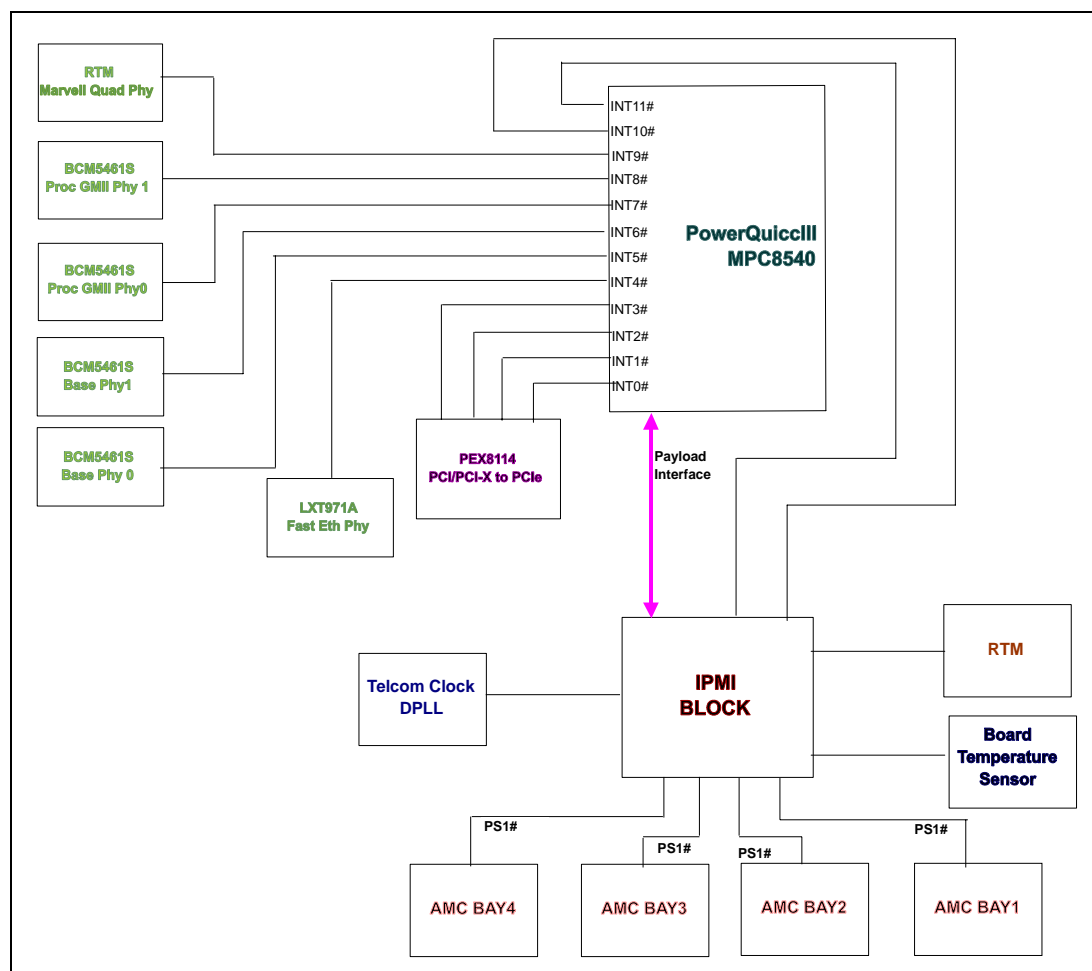 RTM
Marvell Quad Phy
BCM5461S
Proc GMII Phy 1
BCM5461S
Proc GMII Phy0
BCM5461S
Base Phy1
BCM5461S
Base Phy 0
LXT971A
Fast Eth Phy
PEX8114
PCI/PCI-X to PCIe
INT11#
INT10#
INT9#
INT8#
INT7#
INT6#
INT5#
INT4#
INT3#
INT2#
INT1#
INT0#
PowerQuiccIII
MPC8540
Payload
Interface
Telcom Clock
DPLL
IPMI
BLOCK
RTM
Board
Temperature
Sensor
PS1#
PS1#
PS1#
PS1#
AMC BAY4
AMC BAY3
AMC BAY2
AMC BAY1